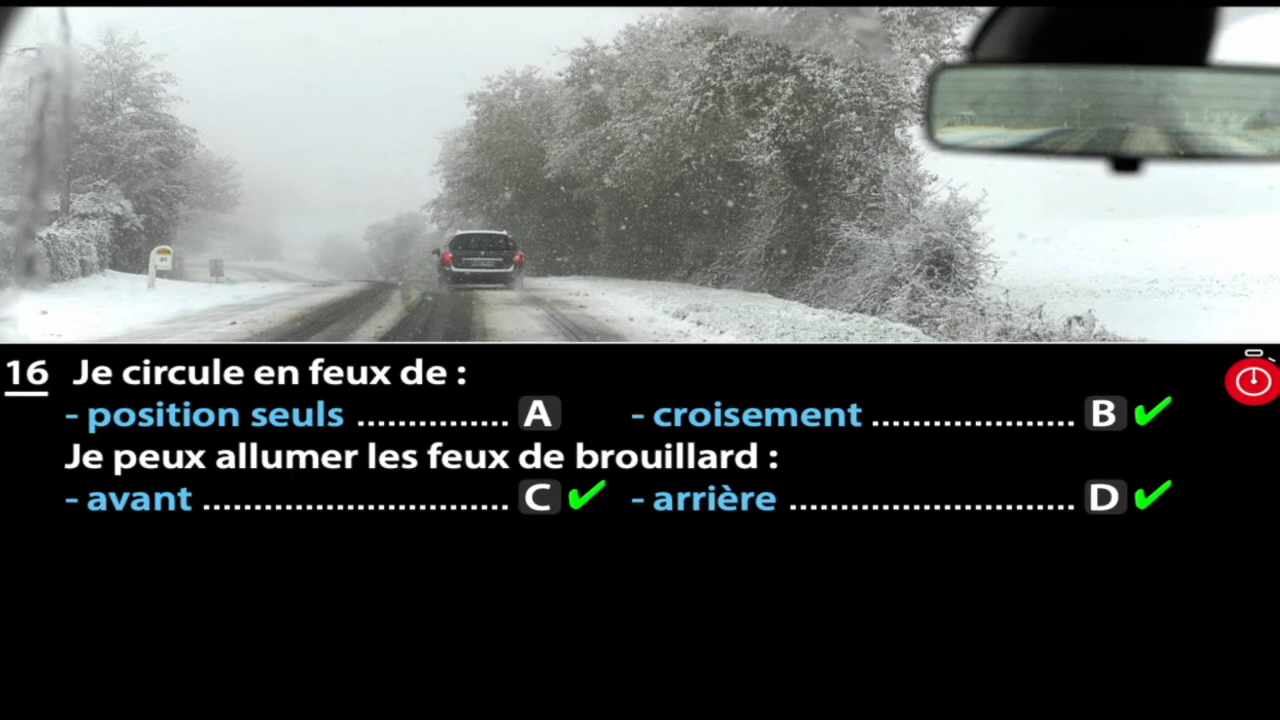 16 Je circule en feux de :
- position seuls ............... A - croisement .................... B ✔
Je peux allumer les feux de brouillard :
- avant .............................. C ✔ - arrière ............................ D ✔